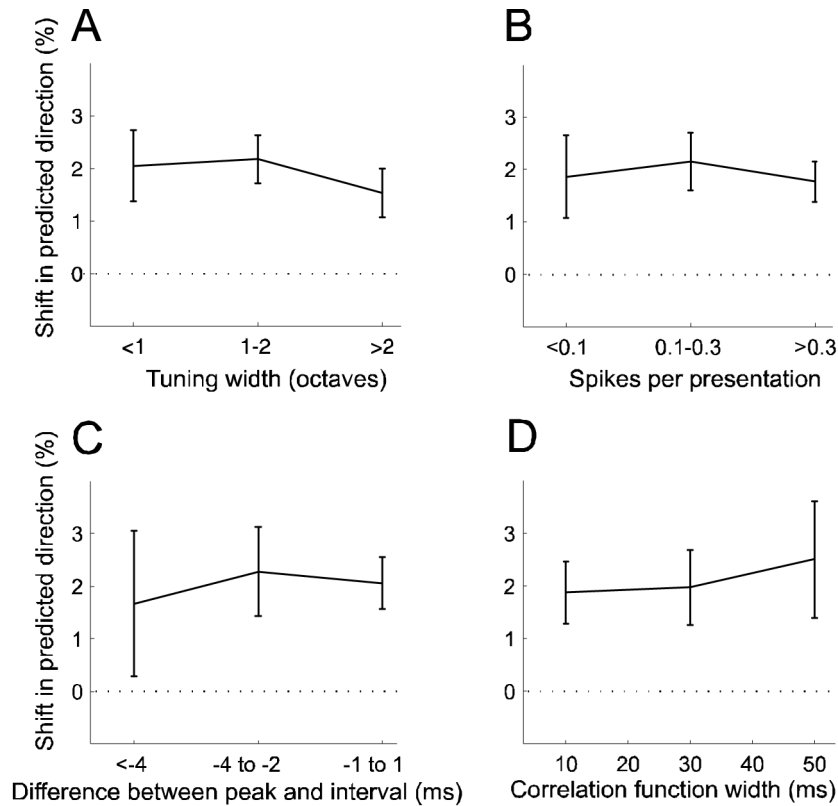 A
Shift in predicted direction (%)
3
2
1
0
<1 1-2 >2
Tuning width (octaves)
B
3
2
1
0
<0.1 0.1-0.3 >0.3
Spikes per presentation
C
Shift in predicted direction (%)
3
2
1
0
<-4 -4 to -2 -1 to 1
Difference between peak and interval (ms)
D
3
2
1
0
10 20 30 40 50
Correlation function width (ms)